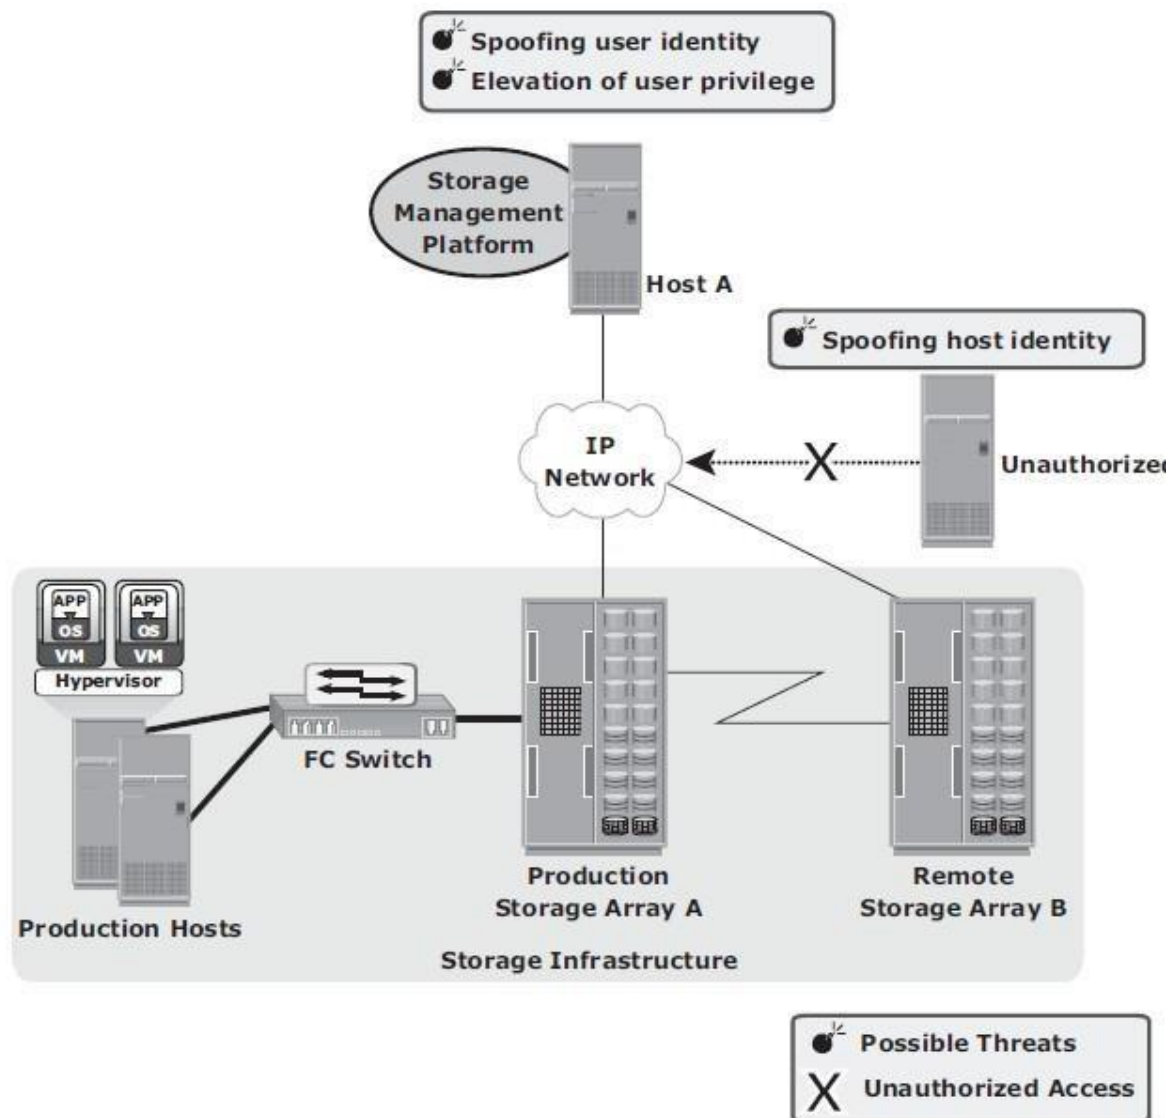 Spoofing user identity
Elevation of user privilege
Storage
Management
Platform
Host A
Spoofing host identity
IP
Network
Unauthorized
APP
OS
VM
APP
OS
VM
Hypervisor
FC Switch
Production Hosts
Production
Storage Array A
Remote
Storage Array B
Storage Infrastructure
Possible Threats
X Unauthorized Access